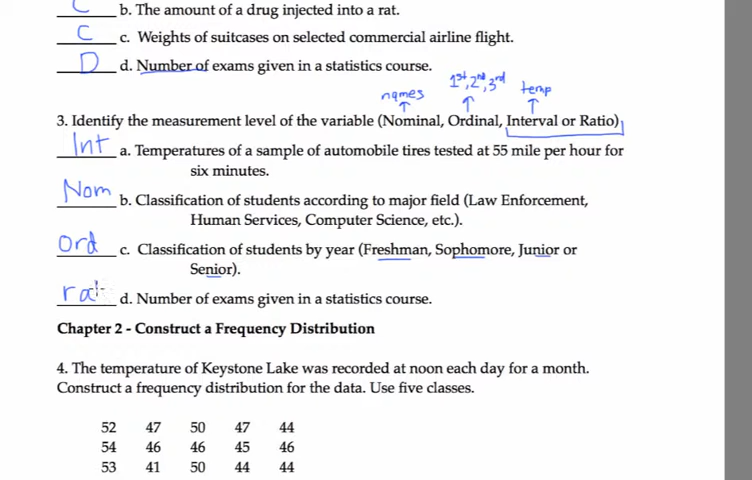 C b. The amount of a drug injected into a rat.
C c. Weights of suitcases on selected commercial airline flight.
D d. Number of exams given in a statistics course.
names 1st, 2nd, 3rd temp
3. Identify the measurement level of the variable (Nominal, Ordinal, Interval or Ratio)
Int a. Temperatures of a sample of automobile tires tested at 55 mile per hour for
six minutes.
Nom b. Classification of students according to major field (Law Enforcement,
Human Services, Computer Science, etc.).
Ord c. Classification of students by year (Freshman, Sophomore, Junior or
Senior).
rat d. Number of exams given in a statistics course.
Chapter 2 - Construct a Frequency Distribution
4. The temperature of Keystone Lake was recorded at noon each day for a month.
Construct a frequency distribution for the data. Use five classes.
52 47 50 47 44
54 46 46 45 46
53 41 50 44 44